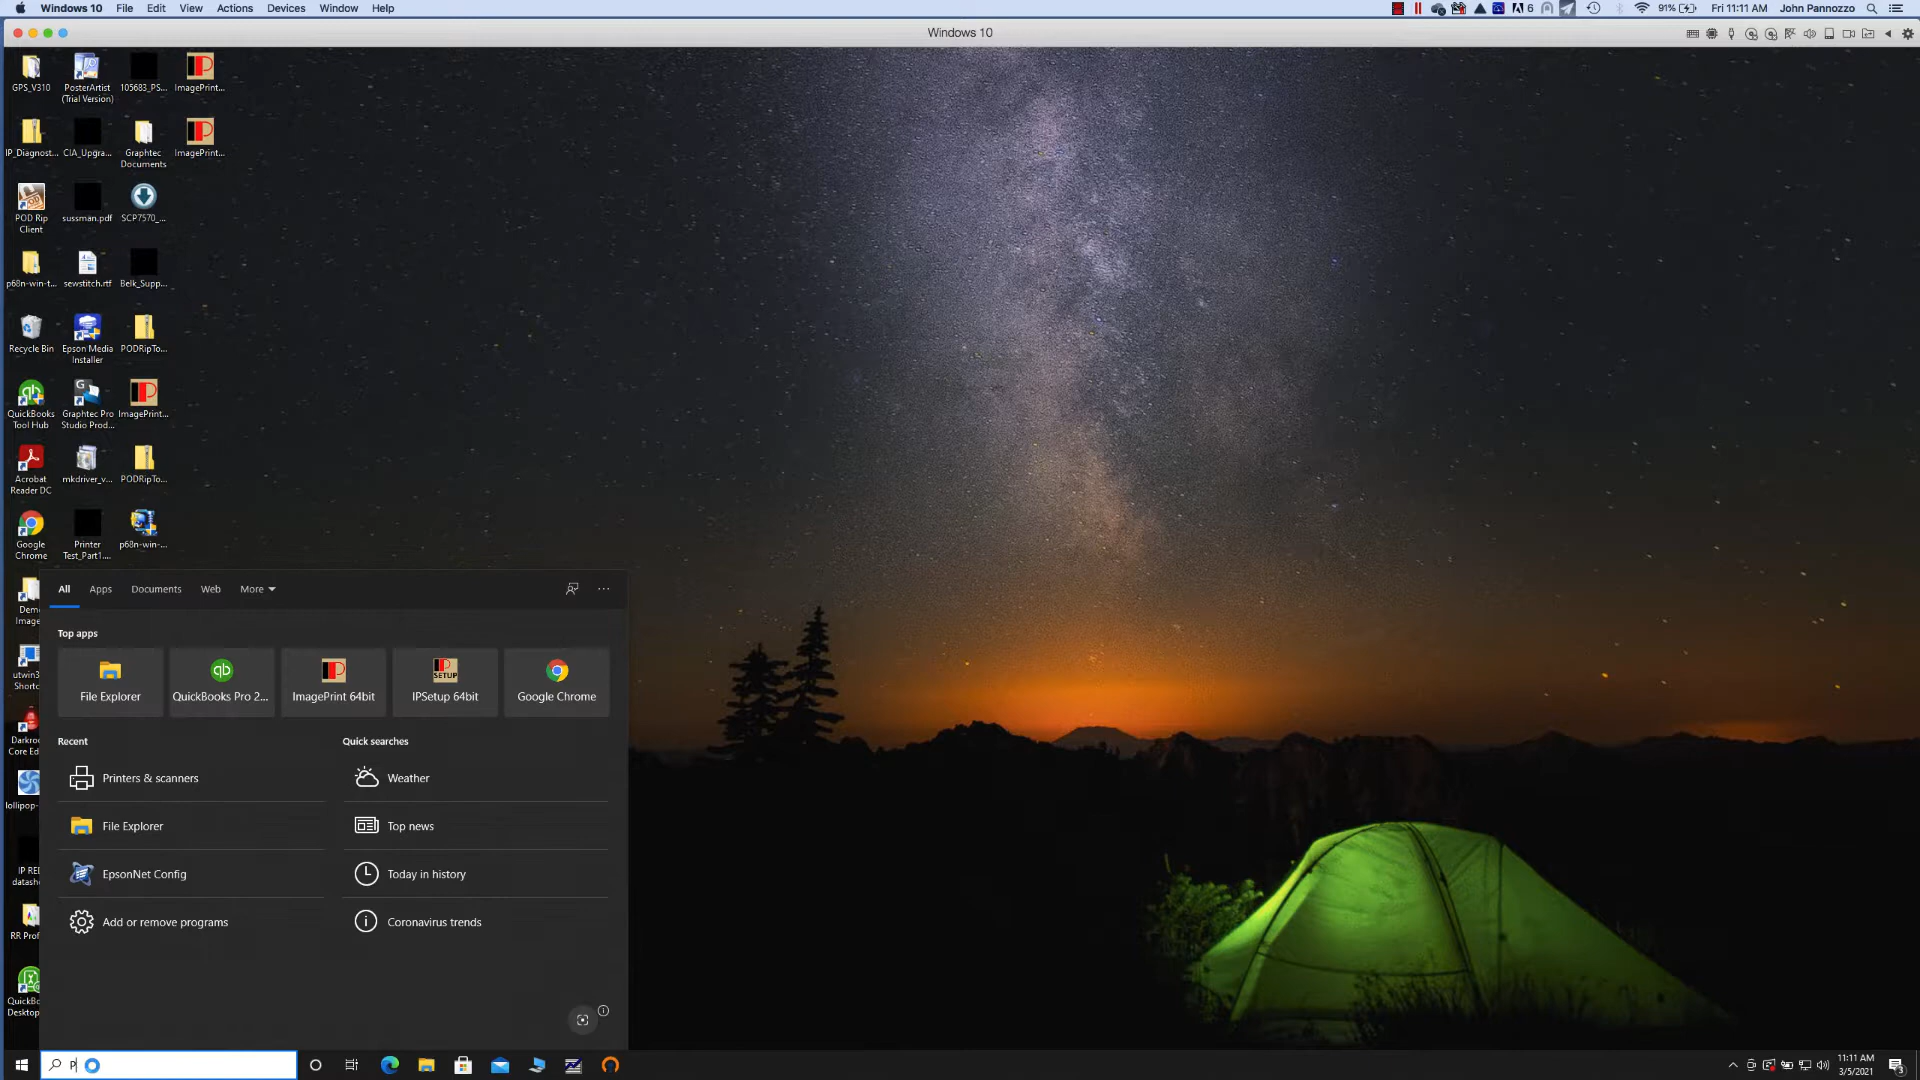 Windows 10 File Edit View Actions Devices Window Help
6 91% Fri 11:11 AM John Pannozzo
Windows 10
GPS_V310
PosterArtist
(Trial Version)
105683_PS...
ImagePrint...
IP_Diagnost...
CIA_Upgra...
Graphtec
Documents
ImagePrint...
POD Rip
Client
sussman.pdf
SCP7570_...
p68n-win-t...
sewstitch.rtf
Belk_Supp...
Recycle Bin
Epson Media
Installer
PODRipTo...
QuickBooks
Tool Hub
Graphtec Pro
Studio Prod...
ImagePrint...
Acrobat
Reader DC
mkdriver_v...
PODRipTo...
Google
Chrome
Printer
Test_Part1....
p68n-win-...
All Apps Documents Web More
Top apps
File Explorer
QuickBooks Pro 2...
ImagePrint 64bit
SETUP
IPSetup 64bit
Google Chrome
Recent
Printers & scanners
File Explorer
EpsonNet Config
Add or remove programs
Quick searches
Weather
Top news
Today in history
Coronavirus trends
P
11:11 AM
3/5/2021